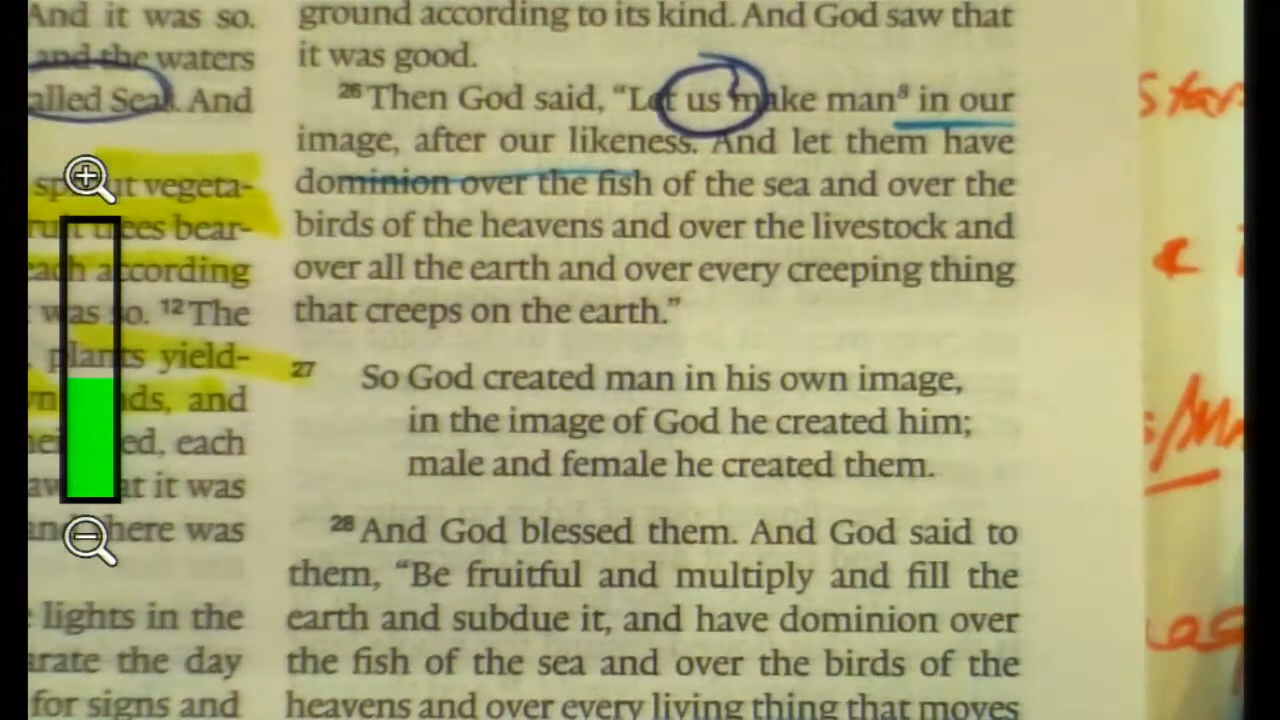 And it was so.
and the waters
alled Seas. And
vegeta-
trees bear-
each according
was so. 12 The
plants yield-
and
each
it was
there was
lights in the
the day
for signs and
ground according to its kind. And God saw that
it was good.
26 Then God said, “Let us make man8 in our
image, after our likeness. And let them have
dominion over the fish of the sea and over the
birds of the heavens and over the livestock and
over all the earth and over every creeping thing
that creeps on the earth.”
27 So God created man in his own image,
in the image of God he created him;
male and female he created them.
28 And God blessed them. And God said to
them, “Be fruitful and multiply and fill the
earth and subdue it, and have dominion over
the fish of the sea and over the birds of the
heavens and over every living thing that moves